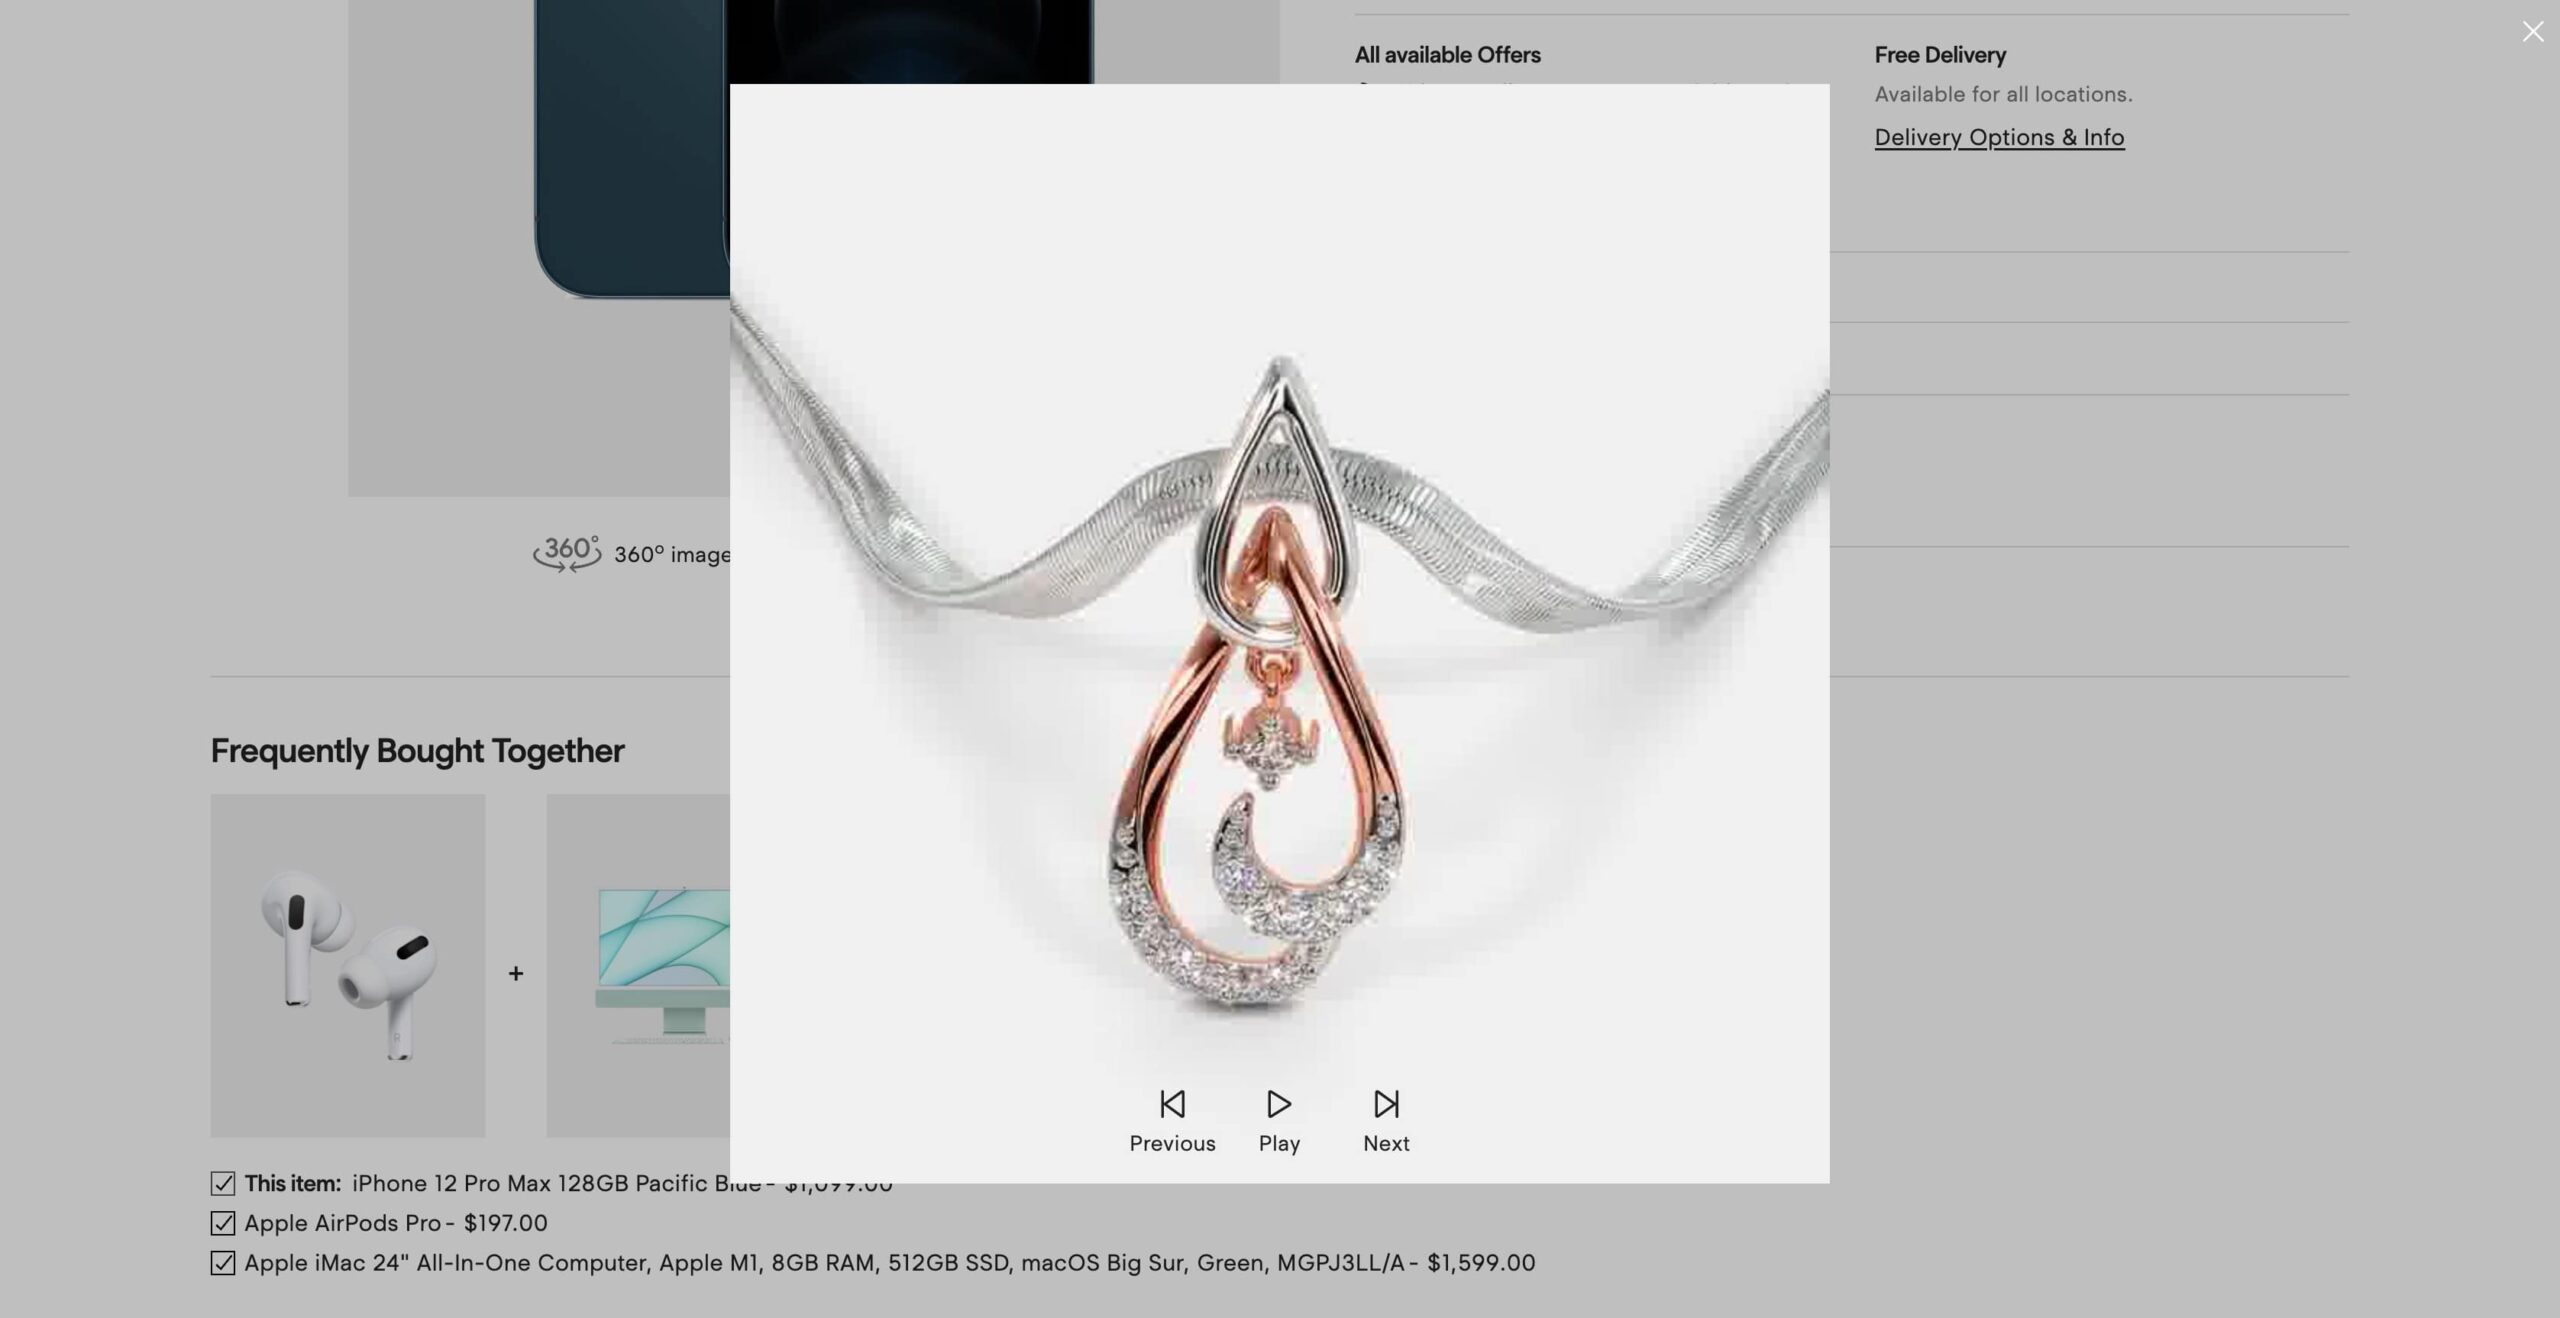 All available Offers
Free Delivery
Available for all locations.
Delivery Options & Info
360°
360° image
Frequently Bought Together
+
R
Previous
Play
Next
This item: iPhone 12 Pro Max 128GB Pacific Blue - $1,099.00
Apple AirPods Pro - $197.00
Apple iMac 24" All-In-One Computer, Apple M1, 8GB RAM, 512GB SSD, macOS Big Sur, Green, MGPJ3LL/A - $1,599.00